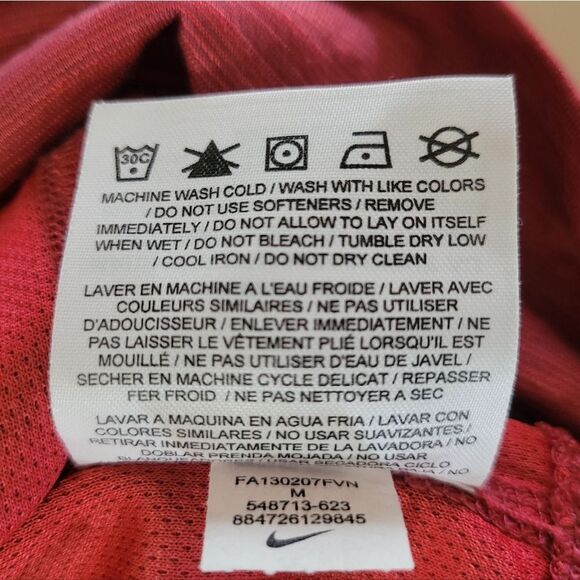 30C
MACHINE WASH COLD / WASH WITH LIKE COLORS
/ DO NOT USE SOFTENERS / REMOVE
IMMEDIATELY / DO NOT ALLOW TO LAY ON ITSELF
WHEN WET / DO NOT BLEACH / TUMBLE DRY LOW
/ COOL IRON / DO NOT DRY CLEAN
LAVER EN MACHINE A L'EAU FROIDE / LAVER AVEC
COULEURS SIMILAIRES / NE PAS UTILISER
D'ADOUCISSEUR / ENLEVER IMMEDIATEMENT / NE
PAS LAISSER LE VÊTEMENT PLIÉ LORSQU'IL EST
MOUILLÉ / NE PAS UTILISER D'EAU DE JAVEL /
SECHER EN MACHINE CYCLE DELICAT / REPASSER
FER FROID / NE PAS NETTOYER A SEC
LAVAR A MAQUINA EN AGUA FRIA / LAVAR CON
COLORES SIMILARES / NO USAR SUAVIZANTES /
RETIRAR INMEDIATAMENTE DE LA LAVADORA / NO
DOBLAR PRENDA MOJADA / NO USAR
USAR SECADORA CICLO
/ NO
FA130207FVN
M
548713-623
884726129845